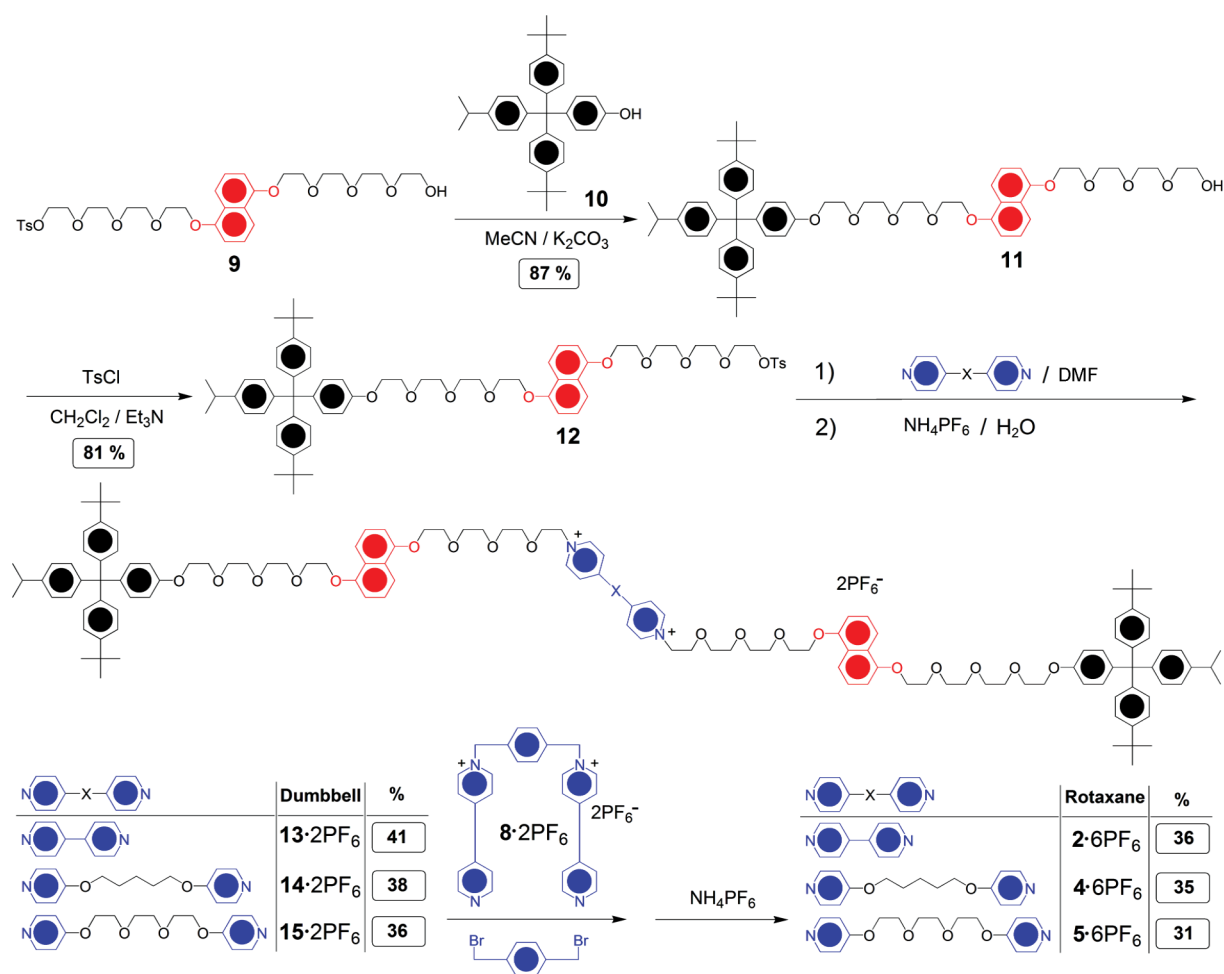 OH
10
O O O O OH
TsO O O O O
9
MeCN / K2CO3
87 %
O O O O OH
O O O O O
11
TsCl
CH2Cl2 / Et3N
81 %
O O O O OTs
O O O O O
12
1) N X N / DMF
2) NH4PF6 / H2O
O O O O N+
O O O O O
X
2PF6−
N+ O O O O
O O O O O
N X N Dumbbell %
N N 13·2PF6 41
N O O N 14·2PF6 38
N O O O O N 15·2PF6 36
+N N+
2PF6−
8·2PF6
N N
Br Br
NH4PF6
N X N Rotaxane %
N N 2·6PF6 36
N O O N 4·6PF6 35
N O O O O N 5·6PF6 31